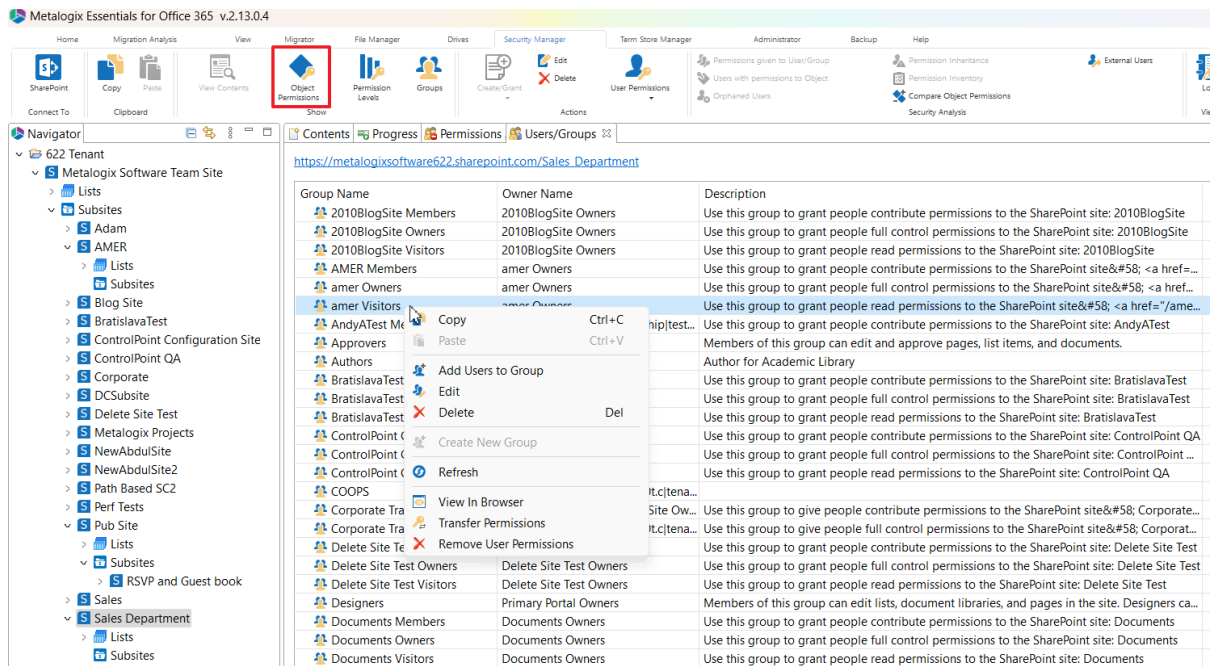 Metalogix Essentials for Office 365 v.2.13.0.4
Home Migration Analysis View Migrator File Manager Drives Security Manager Term Store Manager Administrator Backup Help
SharePoint
Copy
Paste
View Contents
Object Permissions
Permission Levels
Groups
Create/Grant
Edit
Delete
User Permissions
Permissions given to User/Group
Users with permissions to Object
Orphaned Users
Permission Inheritance
Permission Inventory
Compare Object Permissions
External Users
Connect To Clipboard Show Actions Security Analysis
Navigator
622 Tenant
Metalogix Software Team Site
Lists
Subsites
Adam
AMER
Lists
Subsites
Blog Site
BratislavaTest
ControlPoint Configuration Site
ControlPoint QA
Corporate
DCSubsite
Delete Site Test
Metalogix Projects
NewAbdulSite
NewAbdulSite2
Path Based SC2
Perf Tests
Pub Site
Lists
Subsites
RSVP and Guest book
Sales
Sales Department
Lists
Subsites
Contents Progress Permissions Users/Groups
https://metalogixsoftware622.sharepoint.com/Sales_Department
Group Name Owner Name Description
2010BlogSite Members 2010BlogSite Owners Use this group to grant people contribute permissions to the SharePoint site: 2010BlogSite
2010BlogSite Owners 2010BlogSite Owners Use this group to grant people full control permissions to the SharePoint site: 2010BlogSite
2010BlogSite Visitors 2010BlogSite Owners Use this group to grant people read permissions to the SharePoint site: 2010BlogSite
AMER Members amer Owners Use this group to grant people contribute permissions to the SharePoint site&#58; <a href=...
amer Owners amer Owners Use this group to grant people full control permissions to the SharePoint site&#58; <a href...
amer Visitors amer Owners Use this group to grant people read permissions to the SharePoint site&#58; <a href="/ame...
AndyATest Me hip|test... Use this group to grant people contribute permissions to the SharePoint site: AndyATest
Approvers Members of this group can edit and approve pages, list items, and documents.
Authors Author for Academic Library
BratislavaTest Use this group to grant people contribute permissions to the SharePoint site: BratislavaTest
BratislavaTest Use this group to grant people full control permissions to the SharePoint site: BratislavaTest
BratislavaTest Use this group to grant people read permissions to the SharePoint site: BratislavaTest
ControlPoint Use this group to grant people contribute permissions to the SharePoint site: ControlPoint QA
ControlPoint Use this group to grant people full control permissions to the SharePoint site: ControlPoint ...
ControlPoint Use this group to grant people read permissions to the SharePoint site: ControlPoint QA
COOPS t.c|tena...
Corporate Tra Site Ow... Use this group to give people contribute permissions to the SharePoint site&#58; Corporate...
Corporate Tra t.c|tena... Use this group to give people full control permissions to the SharePoint site&#58; Corporat...
Delete Site Te Use this group to grant people contribute permissions to the SharePoint site: Delete Site Test
Delete Site Test Owners Delete Site Test Owners Use this group to grant people full control permissions to the SharePoint site: Delete Site Test
Delete Site Test Visitors Delete Site Test Owners Use this group to grant people read permissions to the SharePoint site: Delete Site Test
Designers Primary Portal Owners Members of this group can edit lists, document libraries, and pages in the site. Designers ca...
Documents Members Documents Owners Use this group to grant people contribute permissions to the SharePoint site: Documents
Documents Owners Documents Owners Use this group to grant people full control permissions to the SharePoint site: Documents
Documents Visitors Documents Owners Use this group to grant people read permissions to the SharePoint site: Documents
Copy Ctrl+C
Paste Ctrl+V
Add Users to Group
Edit
Delete Del
Create New Group
Refresh
View In Browser
Transfer Permissions
Remove User Permissions